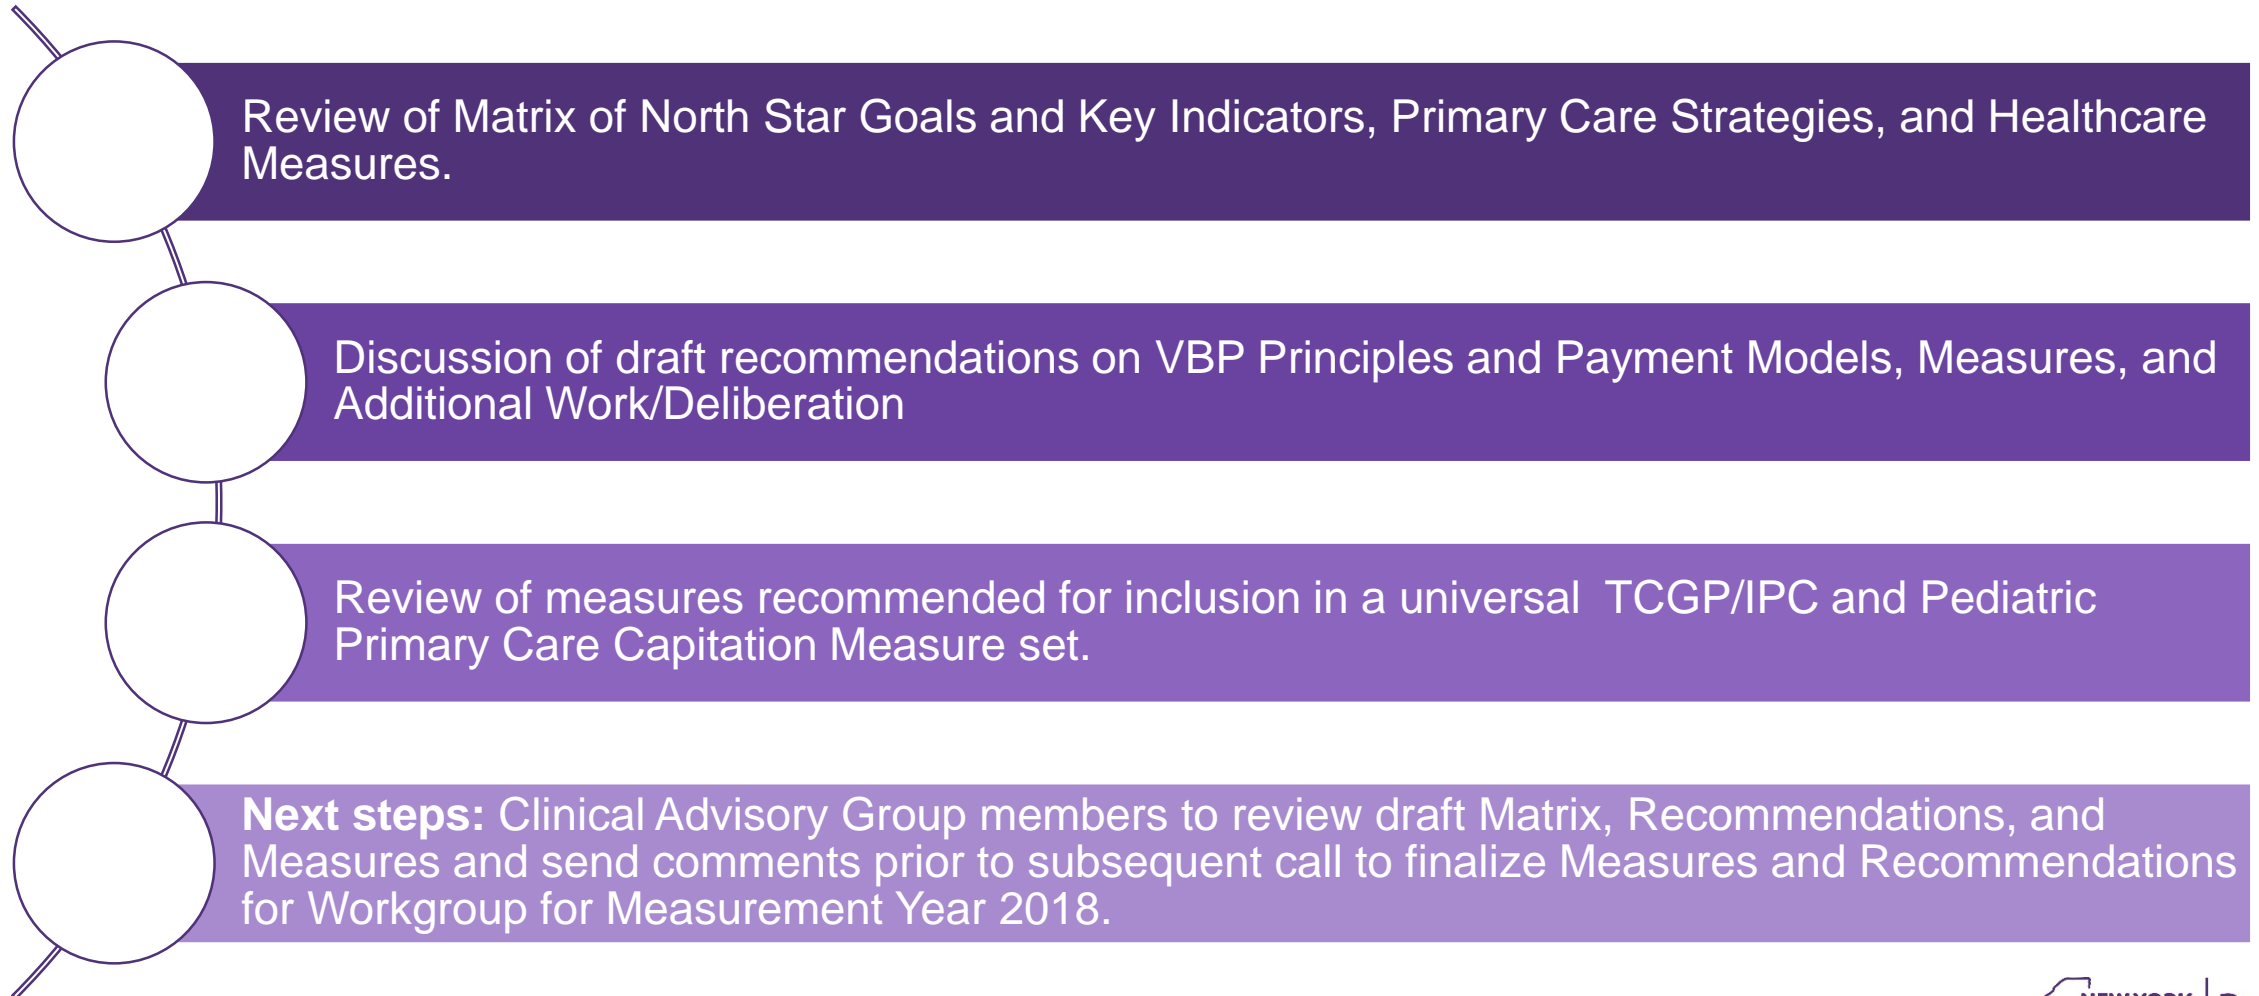 Review of Matrix of North Star Goals and Key Indicators, Primary Care Strategies, and Healthcare
Measures.
Discussion of draft recommendations on VBP Principles and Payment Models, Measures, and
Additional Work/Deliberation
Review of measures recommended for inclusion in a universal  TCGP/IPC and Pediatric
Primary Care Capitation Measure set.
Next steps: Clinical Advisory Group members to review draft Matrix, Recommendations, and
Measures and send comments prior to subsequent call to finalize Measures and Recommendations
for Workgroup for Measurement Year 2018.
NEW YORK